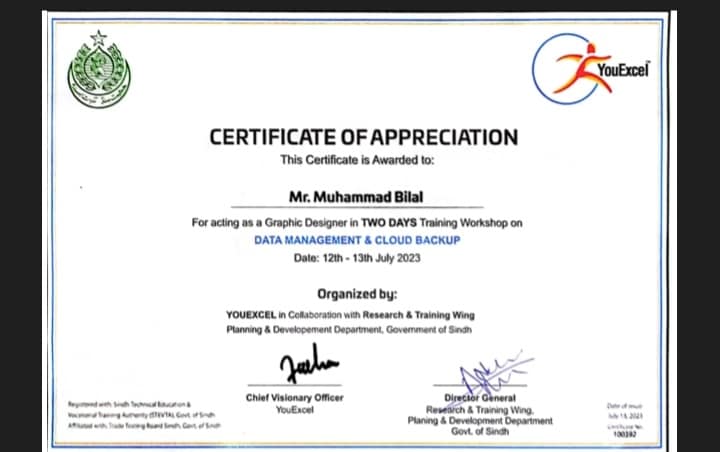 YouExcel
CERTIFICATE OF APPRECIATION
This Certificate is Awarded to:
Mr. Muhammad Bilal
For acting as a Graphic Designer in TWO DAYS Training Workshop on
DATA MANAGEMENT & CLOUD BACKUP
Date: 12th - 13th July 2023
Organized by:
YOUEXCEL in Collaboration with Research & Training Wing
Planning & Developement Department, Government of Sindh
Chief Visionary Officer
YouExcel
Director General
Research & Training Wing,
Planing & Development Department
Govt. of Sindh
Registered with: Sindh Technical Education &
Vocational Training Authority (STEVTA), Govt. of Sindh
Affiliated with: Trade Testing Board Sindh, Govt. of Sindh
Date of issue
July 15, 2023
Certificate No.
100392